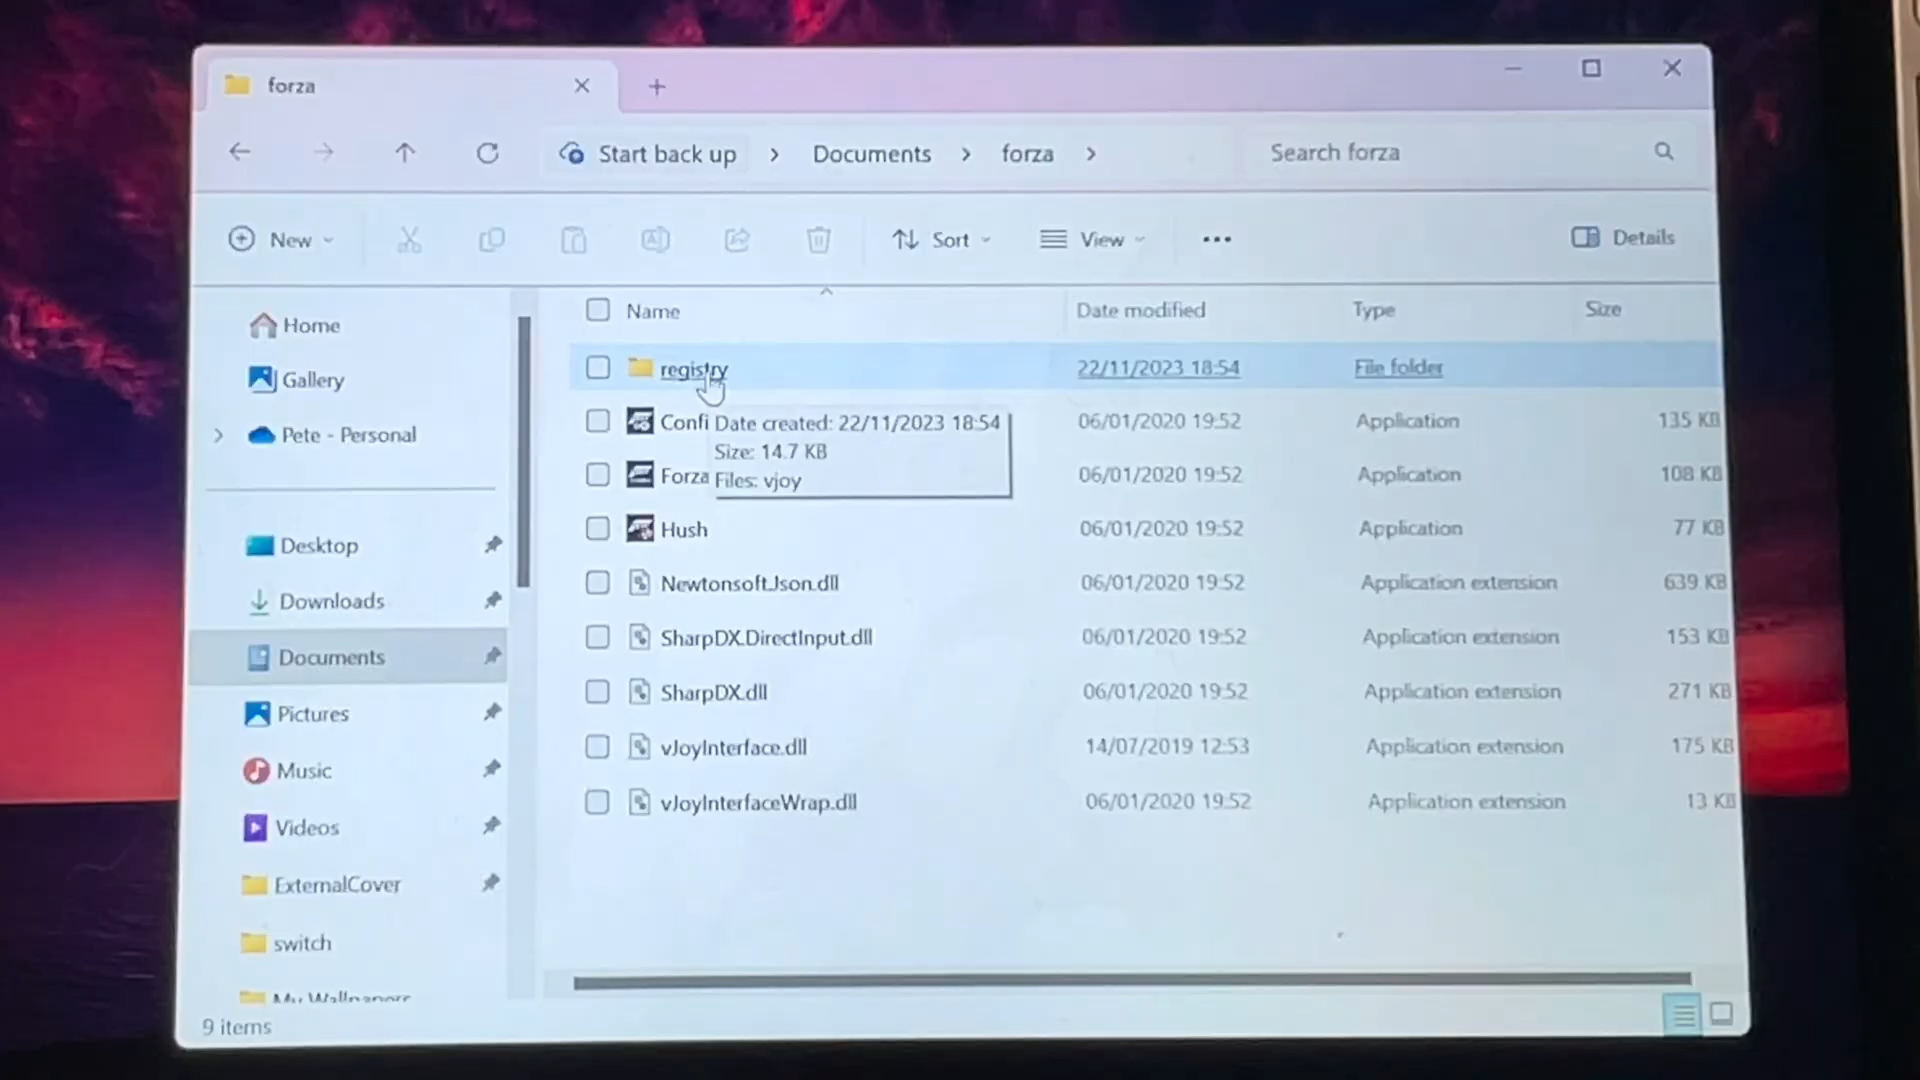 forza
Start back up > Documents > forza >
Search forza
New
Sort
View
Details
Name
Date modified
Type
Size
Home
Gallery
Pete - Personal
Desktop
Downloads
Documents
Pictures
Music
Videos
ExternalCover
switch
My Wallpapers
registry 22/11/2023 18:54 File folder
Confi 06/01/2020 19:52 Application 135 KB
Date created: 22/11/2023 18:54
Size: 14.7 KB
Files: vjoy
Forza 06/01/2020 19:52 Application 108 KB
Hush 06/01/2020 19:52 Application 77 KB
Newtonsoft.Json.dll 06/01/2020 19:52 Application extension 639 KB
SharpDX.DirectInput.dll 06/01/2020 19:52 Application extension 153 KB
SharpDX.dll 06/01/2020 19:52 Application extension 271 KB
vJoyInterface.dll 14/07/2019 12:53 Application extension 175 KB
vJoyInterfaceWrap.dll 06/01/2020 19:52 Application extension 13 KB
9 items